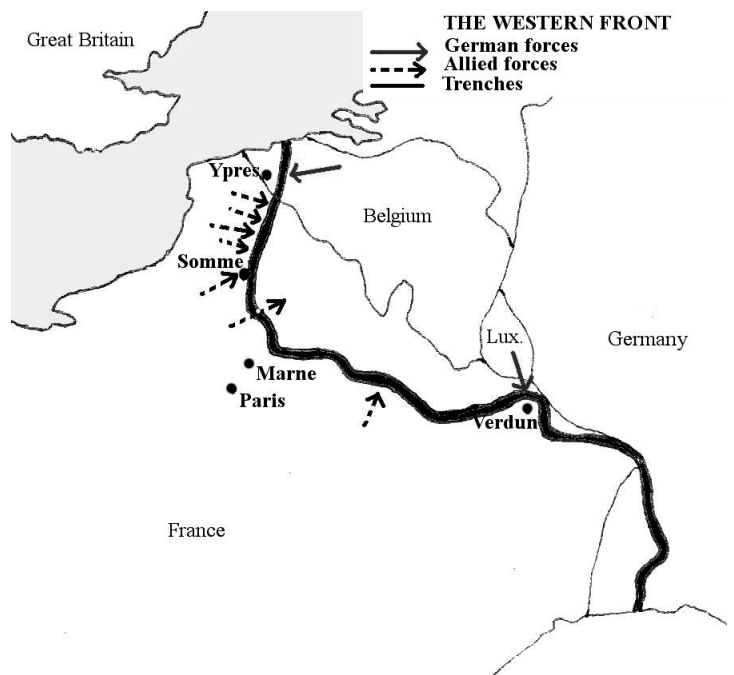 THE WESTERN FRONT
German forces
Allied forces
Trenches
Great Britain
Ypres
Belgium
Somme
Lux.
Germany
Marne
Paris
Verdun
France